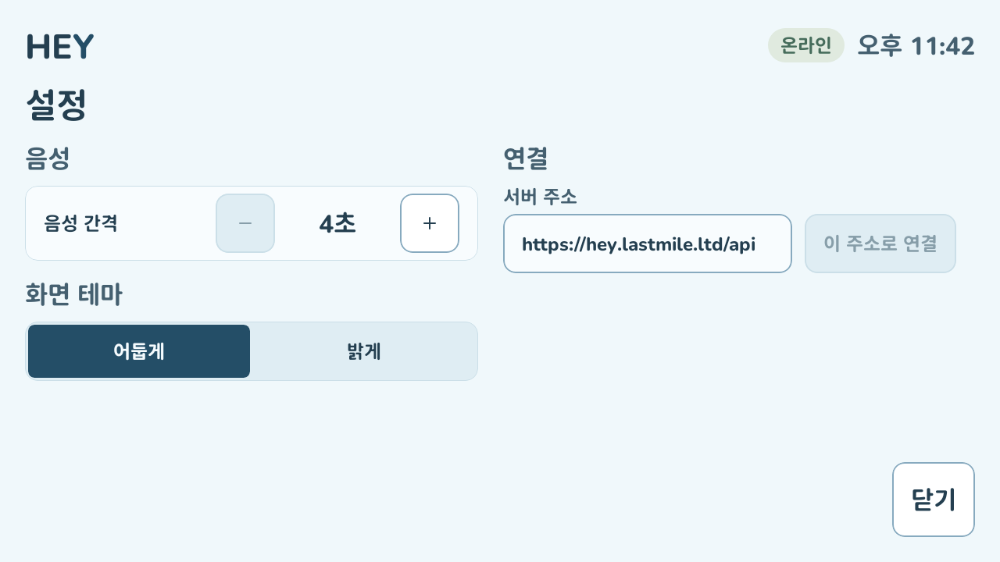 HEY
온라인 오후 11:42
설정
음성
음성 간격 − 4초 +
화면 테마
어둡게 밝게
연결
서버 주소
https://hey.lastmile.ltd/api 이 주소로 연결
닫기